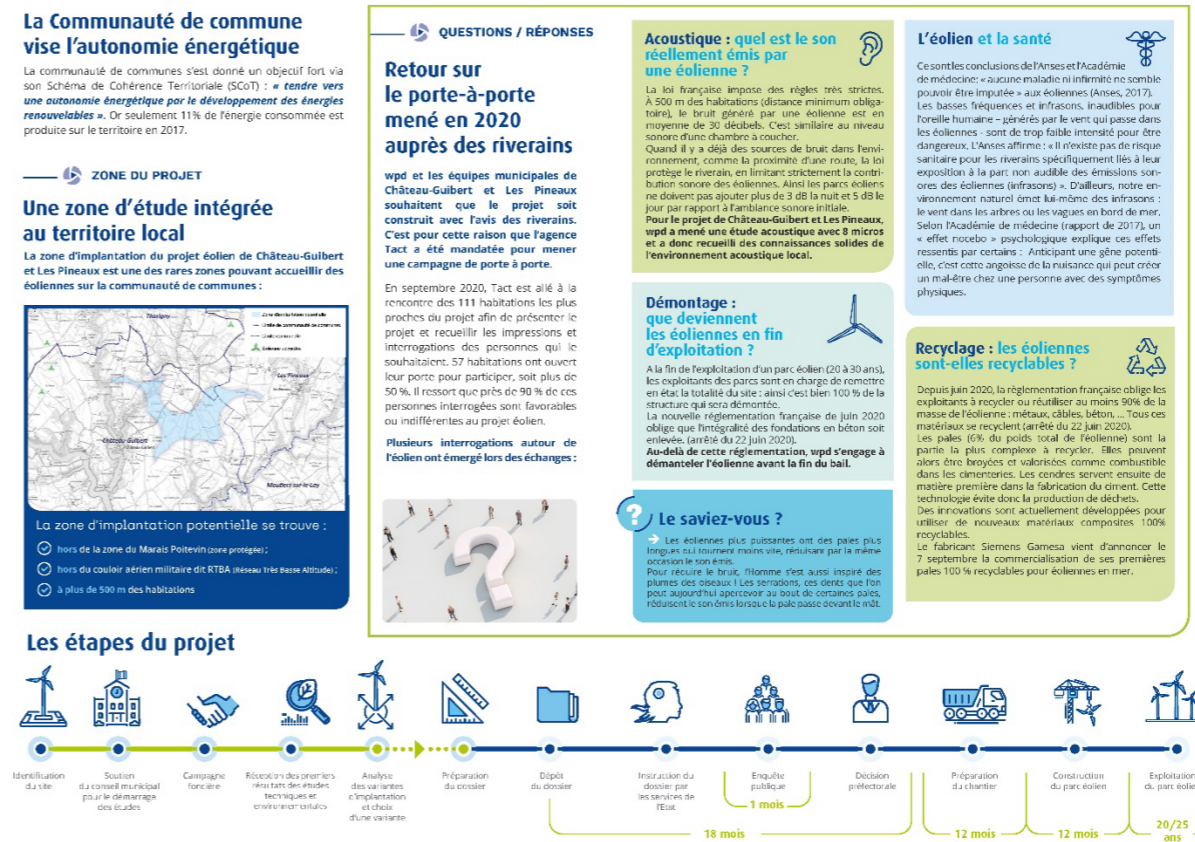 La Communauté de commune
vise l'autonomie énergétique
La communauté de communes s'est donné un objectif fort via
son Schéma de Cohérence Territoriale (SCoT) : « tendre vers
une autonomie énergétique par le développement des énergies
renouvelables ». Or seulement 11% de l'énergie consommée est
produite sur le territoire en 2017.
ZONE DU PROJET
Une zone d'étude intégrée
au territoire local
La zone d'implantation du projet éolien de Château-Guibert
et Les Pineaux est une des rares zones pouvant accueillir des
éoliennes sur la communauté de communes :
Thorigny
Les Pineaux
Château-Guibert
Moutiers-sur-le-Lay
La zone d'implantation potentielle se trouve :
hors de la zone du Marais Poitevin (zone protégée) ;
hors du couloir aérien militaire dit RTBA (Réseau Très Basse Altitude) ;
à plus de 500 m des habitations
QUESTIONS / RÉPONSES
Retour sur
le porte-à-porte
mené en 2020
auprès des riverains
wpd et les équipes municipales de
Château-Guibert et Les Pineaux
souhaitent que le projet soit
construit avec l'avis des riverains.
C'est pour cette raison que l'agence
Tact a été mandatée pour mener
une campagne de porte à porte.
En septembre 2020, Tact est allé à la
rencontre des 111 habitations les plus
proches du projet afin de présenter le
projet et recueillir les impressions et
interrogations des personnes qui le
souhaitaient. 57 habitations ont ouvert
leur porte pour participer, soit plus de
50 %. Il ressort que près de 90 % de ces
personnes interrogées sont favorables
ou indifférentes au projet éolien.
Plusieurs interrogations autour de
l'éolien ont émergé lors des échanges :
Acoustique : quel est le son
réellement émis par
une éolienne ?
La loi française impose des règles très strictes.
À 500 m des habitations (distance minimum obliga-
toire), le bruit généré par une éolienne est en
moyenne de 30 décibels. C'est similaire au niveau
sonore d'une chambre à coucher.
Quand il y a déjà des sources de bruit dans l'envi-
ronnement, comme la proximité d'une route, la loi
protège le riverain, en limitant strictement la contri-
bution sonore des éoliennes. Ainsi les parcs éoliens
ne doivent pas ajouter plus de 3 dB la nuit et 5 dB le
jour par rapport à l'ambiance sonore initiale.
Pour le projet de Château-Guibert et Les Pineaux,
wpd a mené une étude acoustique avec 8 micros
et a donc recueilli des connaissances solides de
l'environnement acoustique local.
Démontage :
que deviennent
les éoliennes en fin
d'exploitation ?
A la fin de l'exploitation d'un parc éolien (20 à 30 ans),
les exploitants des parcs sont en charge de remettre
en état la totalité du site : ainsi c'est bien 100 % de la
structure qui sera démontée.
La nouvelle réglementation française de juin 2020
oblige que l'intégralité des fondations en béton soit
enlevée. (arrêté du 22 juin 2020).
Au-delà de cette réglementation, wpd s'engage à
démanteler l'éolienne avant la fin du bail.
? Le saviez-vous ?
→ Les éoliennes plus puissantes ont des pales plus
longues qui tournent moins vite, réduisant par la même
occasion le son émis.
Pour réduire le bruit, l'Homme s'est aussi inspiré des
plumes des oiseaux ! Les serrations, ces dents que l'on
peut aujourd'hui apercevoir au bout de certaines pales,
réduisent le son émis lorsque la pale passe devant le mât.
L'éolien et la santé
Ce sont les conclusions de l'Anses et l'Académie
de médecine: « aucune maladie ni infirmité ne semble
pouvoir être imputée » aux éoliennes (Anses, 2017).
Les basses fréquences et infrasons, inaudibles pour
l'oreille humaine – générés par le vent qui passe dans
les éoliennes - sont de trop faible intensité pour être
dangereux. L'Anses affirme : « Il n'existe pas de risque
sanitaire pour les riverains spécifiquement liés à leur
exposition à la part non audible des émissions son-
ores des éoliennes (infrasons) ». D'ailleurs, notre en-
vironnement naturel émet lui-même des infrasons :
le vent dans les arbres ou les vagues en bord de mer.
Selon l'Académie de médecine (rapport de 2017), un
« effet nocebo » psychologique explique ces effets
ressentis par certains : Anticipant une gêne potenti-
elle, c'est cette angoisse de la nuisance qui peut créer
un mal-être chez une personne avec des symptômes
physiques.
Recyclage : les éoliennes
sont-elles recyclables ?
Depuis juin 2020, la règlementation française oblige les
exploitants à recycler ou réutiliser au moins 90% de la
masse de l'éolienne : métaux, câbles, béton, ... Tous ces
matériaux se recyclent (arrêté du 22 juin 2020).
Les pales (6% du poids total de l'éolienne) sont la
partie la plus complexe à recycler. Elles peuvent
alors être broyées et valorisées comme combustible
dans les cimenteries. Les cendres servent ensuite de
matière première dans la fabrication du ciment. Cette
technologie évite donc la production de déchets.
Des innovations sont actuellement développées pour
utiliser de nouveaux matériaux composites 100%
recyclables.
Le fabricant Siemens Gamesa vient d'annoncer le
7 septembre la commercialisation de ses premières
pales 100 % recyclables pour éoliennes en mer.
Les étapes du projet
Identification
du site
Soutien
du conseil municipal
pour le démarrage
des études
Campagne
foncière
Réception des premiers
résultats des études
techniques et
environnementales
Analyse
des variantes
d'implantation
et choix
d'une variante
Préparation
du dossier
Dépôt
du dossier
Instruction du
dossier par
les services de
l'Etat
Enquête
publique
Décision
préfectorale
Préparation
du chantier
Construction
du parc éolien
Exploitation
du parc éolien
1 mois
18 mois
12 mois
12 mois
20/25
ans